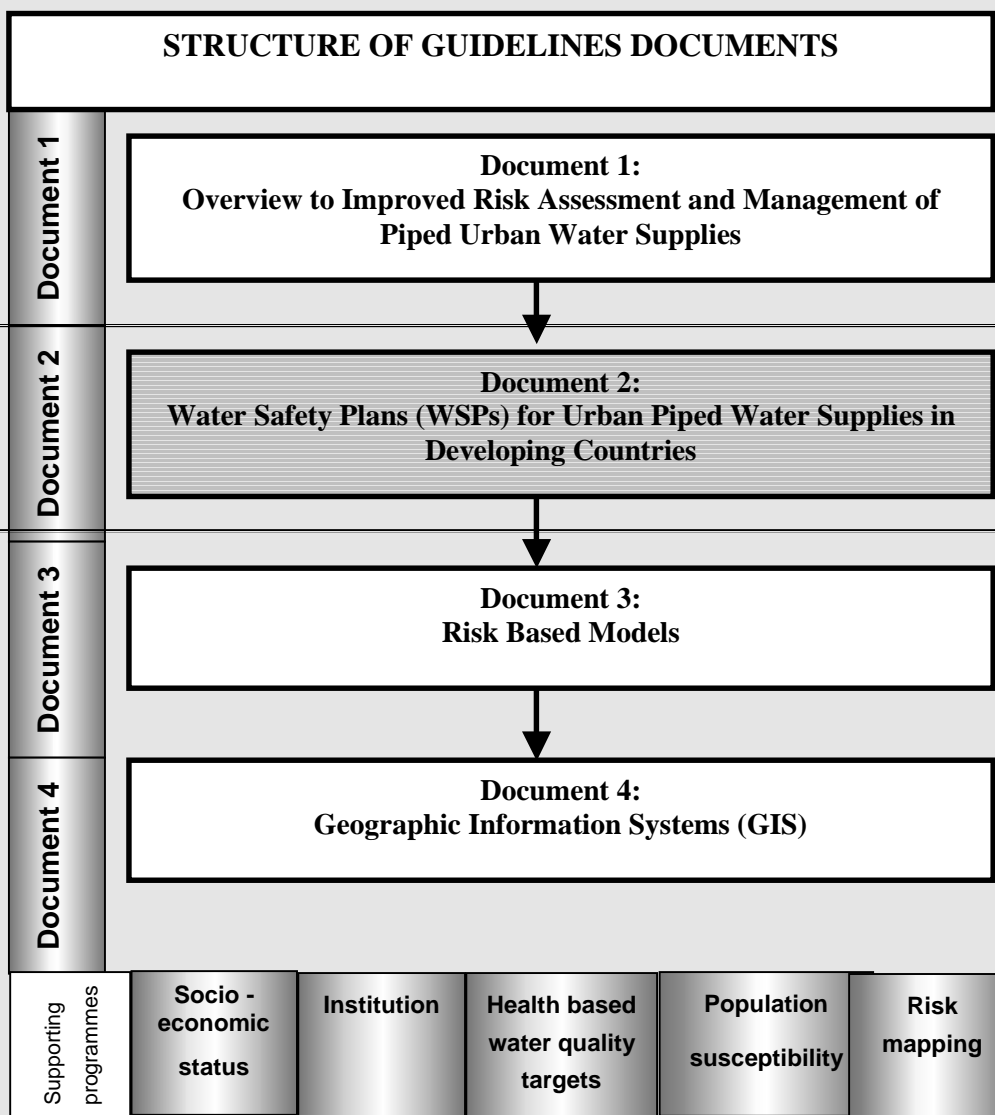 STRUCTURE OF GUIDELINES DOCUMENTS
Document 1
Document 1:
Overview to Improved Risk Assessment and Management of
Piped Urban Water Supplies
Document 2
Document 2:
Water Safety Plans (WSPs) for Urban Piped Water Supplies in
Developing Countries
Document 3
Document 3:
Risk Based Models
Document 4
Document 4:
Geographic Information Systems (GIS)
Supporting
programmes
Socio -
economic
status
Institution
Health based
water quality
targets
Population
susceptibility
Risk
mapping